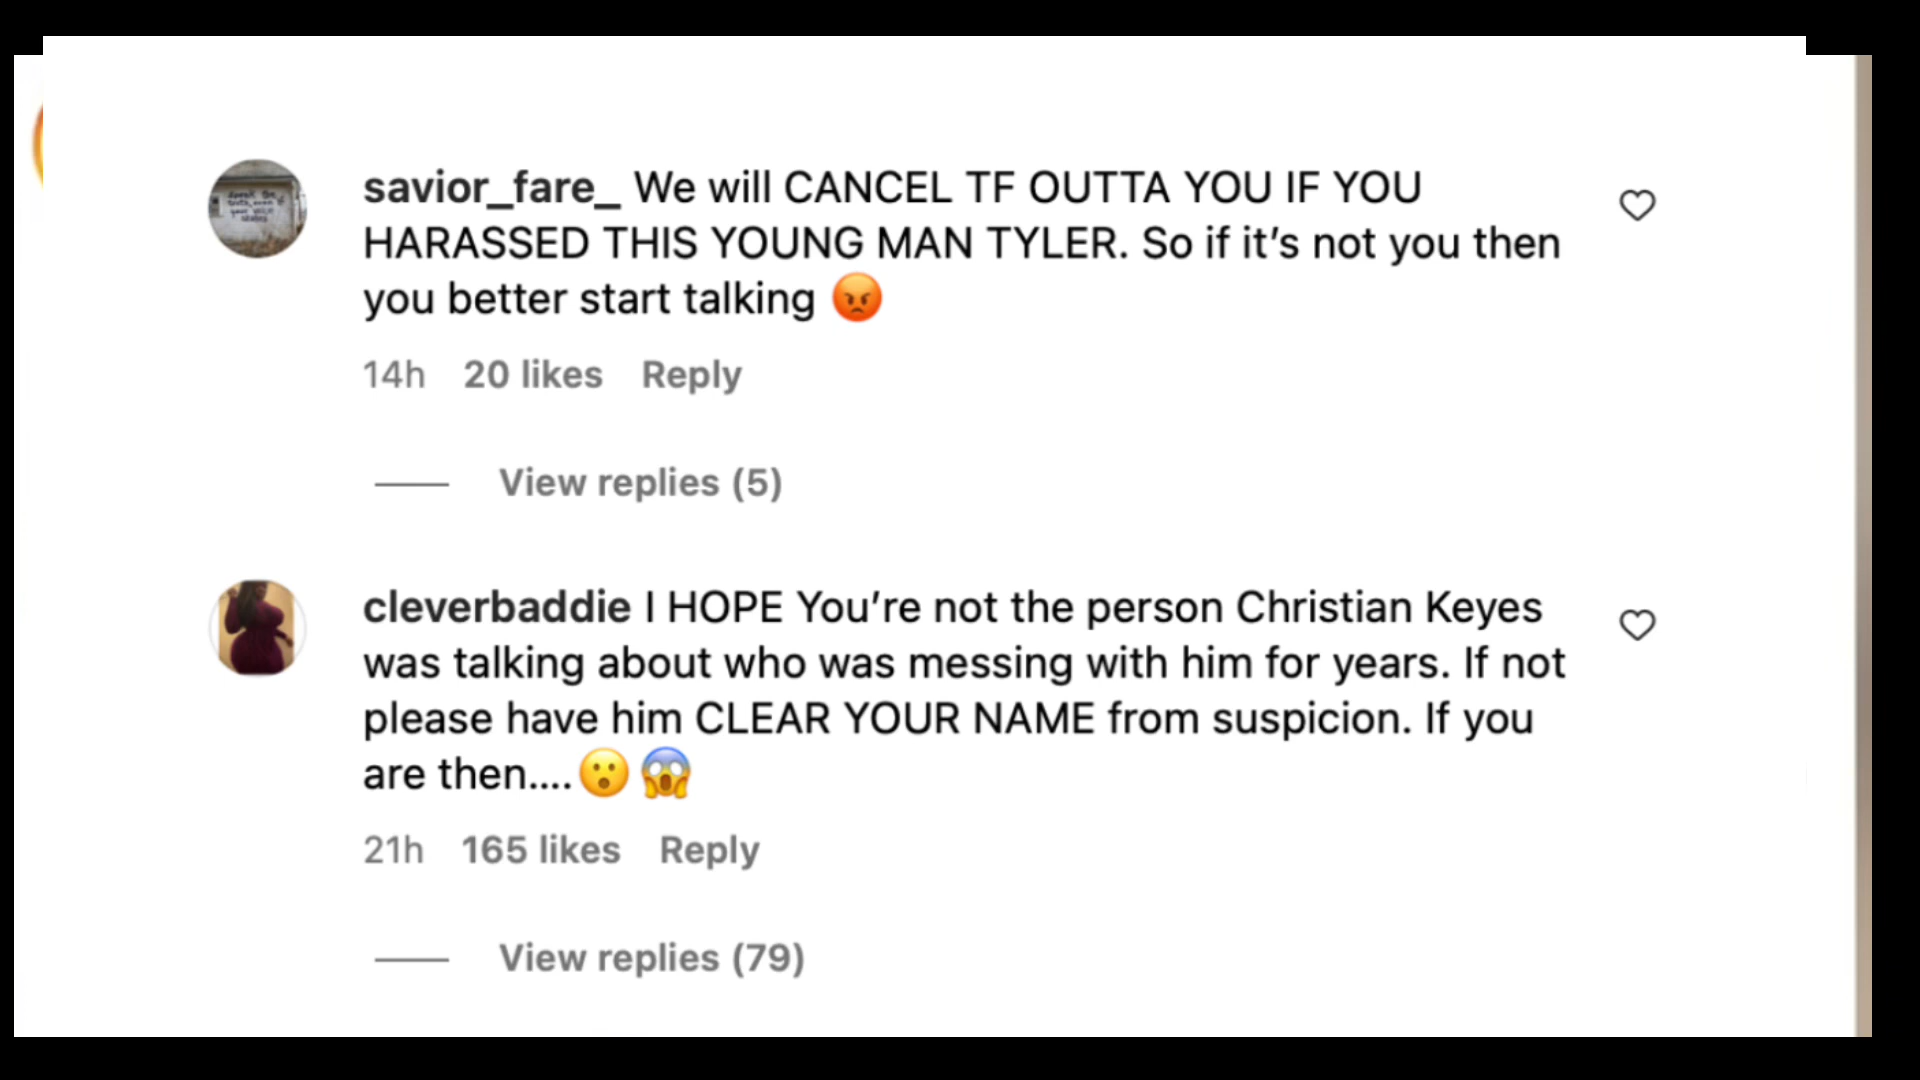 savior_fare_ We will CANCEL TF OUTTA YOU IF YOU
HARASSED THIS YOUNG MAN TYLER. So if it’s not you then
you better start talking 😡
14h 20 likes Reply
View replies (5)
cleverbaddie I HOPE You’re not the person Christian Keyes
was talking about who was messing with him for years. If not
please have him CLEAR YOUR NAME from suspicion. If you
are then....😮 😱
21h 165 likes Reply
View replies (79)